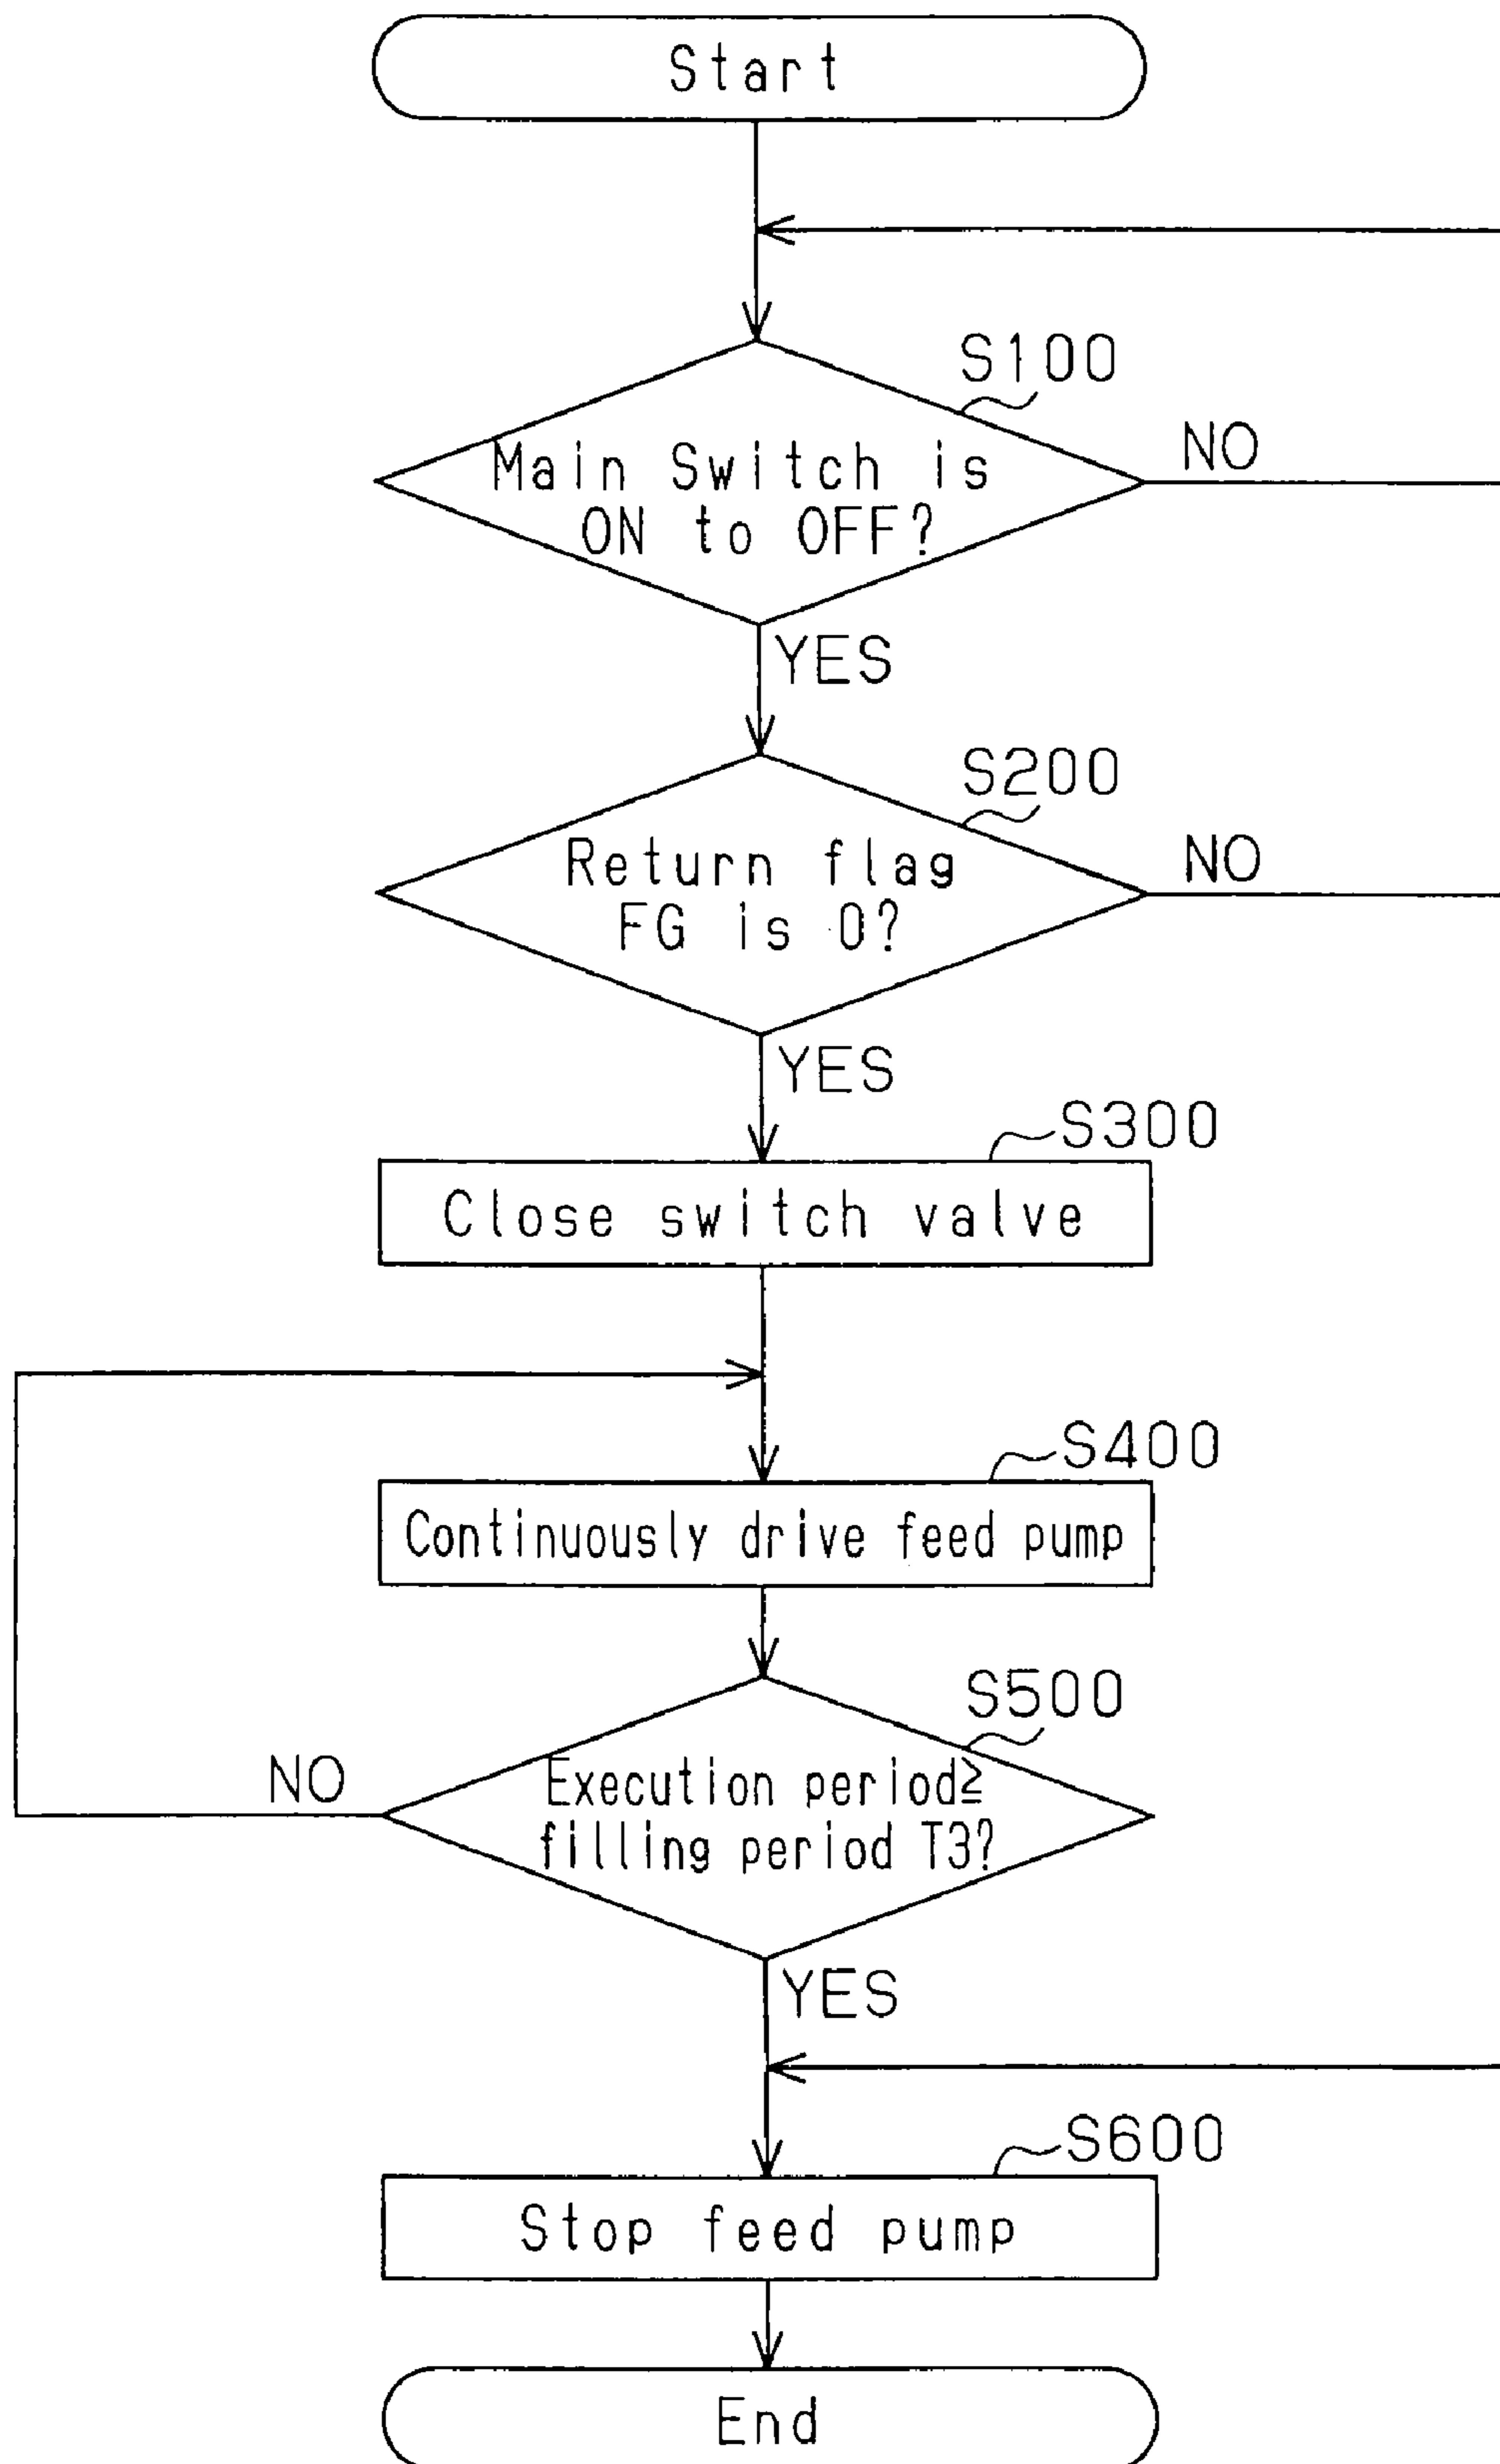 Start
S100
Main Switch is
ON to OFF?
NO
YES
S200
Return flag
FG is 0?
NO
YES
S300
Close switch valve
S400
Continuously drive feed pump
S500
Execution period≧
filling period T3?
NO
YES
S600
Stop feed pump
End